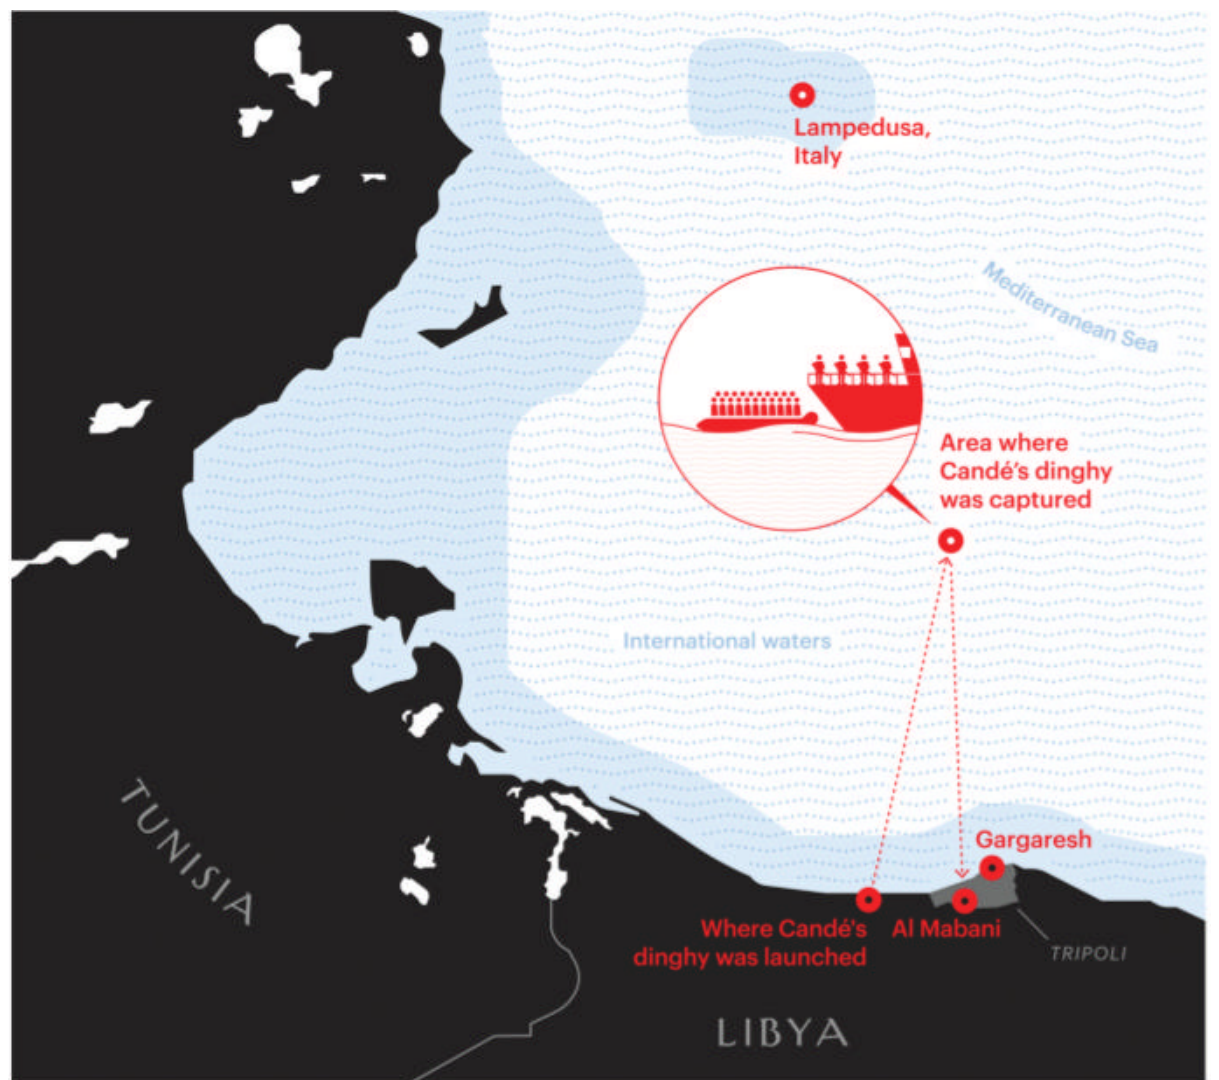 Lampedusa,
Italy
Mediterranean Sea
Area where
Candé's dinghy
was captured
International waters
TUNISIA
Gargaresh
Where Candé's
dinghy was launched
Al Mabani
TRIPOLI
LIBYA